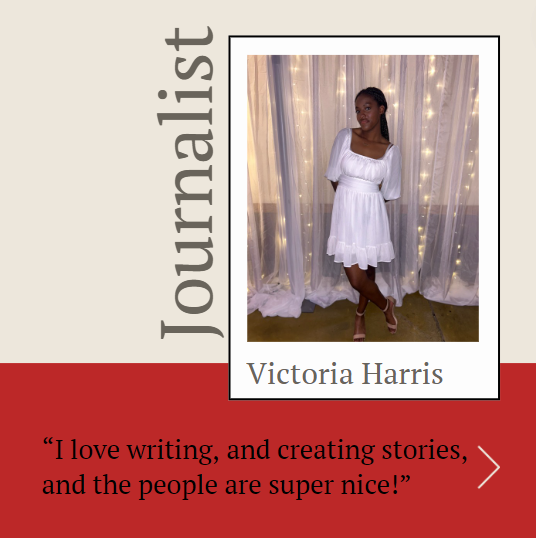 Journalist
Victoria Harris
“I love writing, and creating stories,
and the people are super nice!”